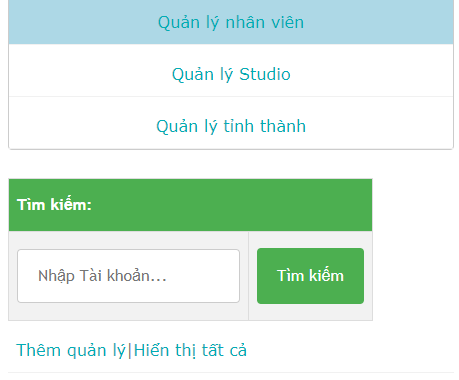 Quản lý nhân viên
Quản lý Studio
Quản lý tỉnh thành
Tìm kiếm:
Nhập Tài khoản...
Tìm kiếm
Thêm quản lý|Hiển thị tất cả